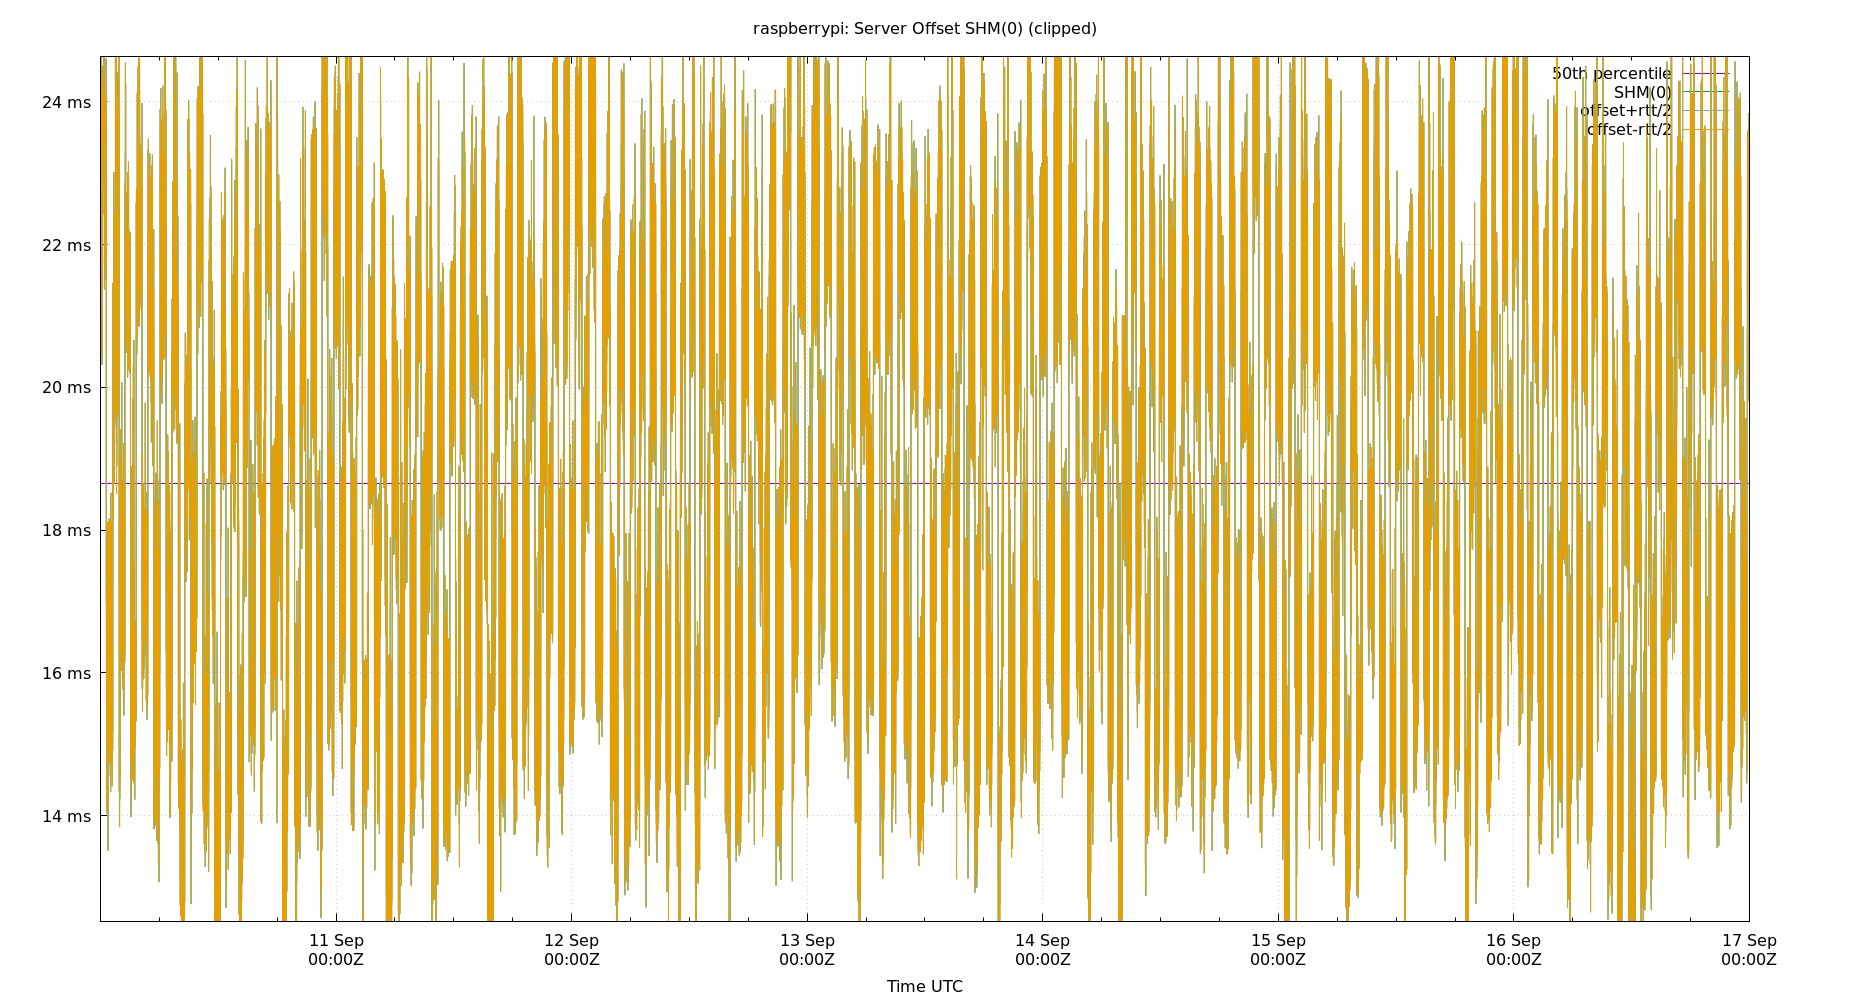 raspberrypi: Server Offset SHM(0) (clipped)
50th percentile
SHM(0)
offset+rtt/2
offset-rtt/2
24 ms
22 ms
20 ms
18 ms
16 ms
14 ms
11 Sep 12 Sep 13 Sep 14 Sep 15 Sep 16 Sep 17 Sep
00:00Z 00:00Z 00:00Z 00:00Z 00:00Z 00:00Z 00:00Z
Time UTC